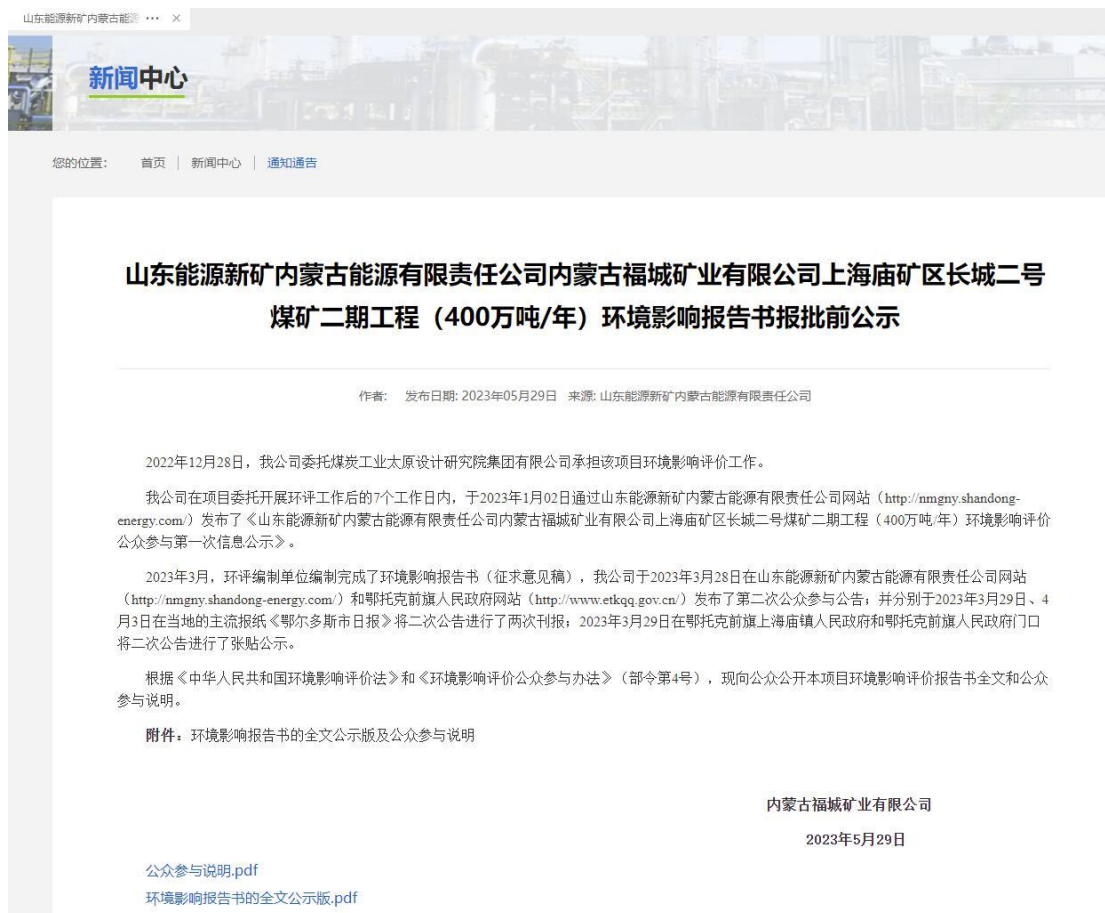 山东能源新矿内蒙古能源 ··· ×
新闻中心
您的位置： 首页 | 新闻中心 | 通知通告
山东能源新矿内蒙古能源有限责任公司内蒙古福城矿业有限公司上海庙矿区长城二号
煤矿二期工程（400万吨/年）环境影响报告书报批前公示
作者: 发布日期: 2023年05月29日 来源: 山东能源新矿内蒙古能源有限责任公司
2022年12月28日，我公司委托煤炭工业太原设计研究院集团有限公司承担该项目环境影响评价工作。
我公司在项目委托开展环评工作后的7个工作日内，于2023年1月02日通过山东能源新矿内蒙古能源有限责任公司网站（http://nmgny.shandong-
energy.com/）发布了《山东能源新矿内蒙古能源有限责任公司内蒙古福城矿业有限公司上海庙矿区长城二号煤矿二期工程（400万吨/年）环境影响评价
公众参与第一次信息公示》。
2023年3月，环评编制单位编制完成了环境影响报告书（征求意见稿），我公司于2023年3月28日在山东能源新矿内蒙古能源有限责任公司网站
（http://nmgny.shandong-energy.com/）和鄂托克前旗人民政府网站（http://www.etkqq.gov.cn/）发布了第二次公众参与公告；并分别于2023年3月29日、4
月3日在当地的主流报纸《鄂尔多斯市日报》将二次公告进行了两次刊报；2023年3月29日在鄂托克前旗上海庙镇人民政府和鄂托克前旗人民政府门口
将二次公告进行了张贴公示。
根据《中华人民共和国环境影响评价法》和《环境影响评价公众参与办法》（部令第4号），现向公众公开本项目环境影响评价报告书全文和公众
参与说明。
附件：环境影响报告书的全文公示版及公众参与说明
内蒙古福城矿业有限公司
2023年5月29日
公众参与说明.pdf
环境影响报告书的全文公示版.pdf